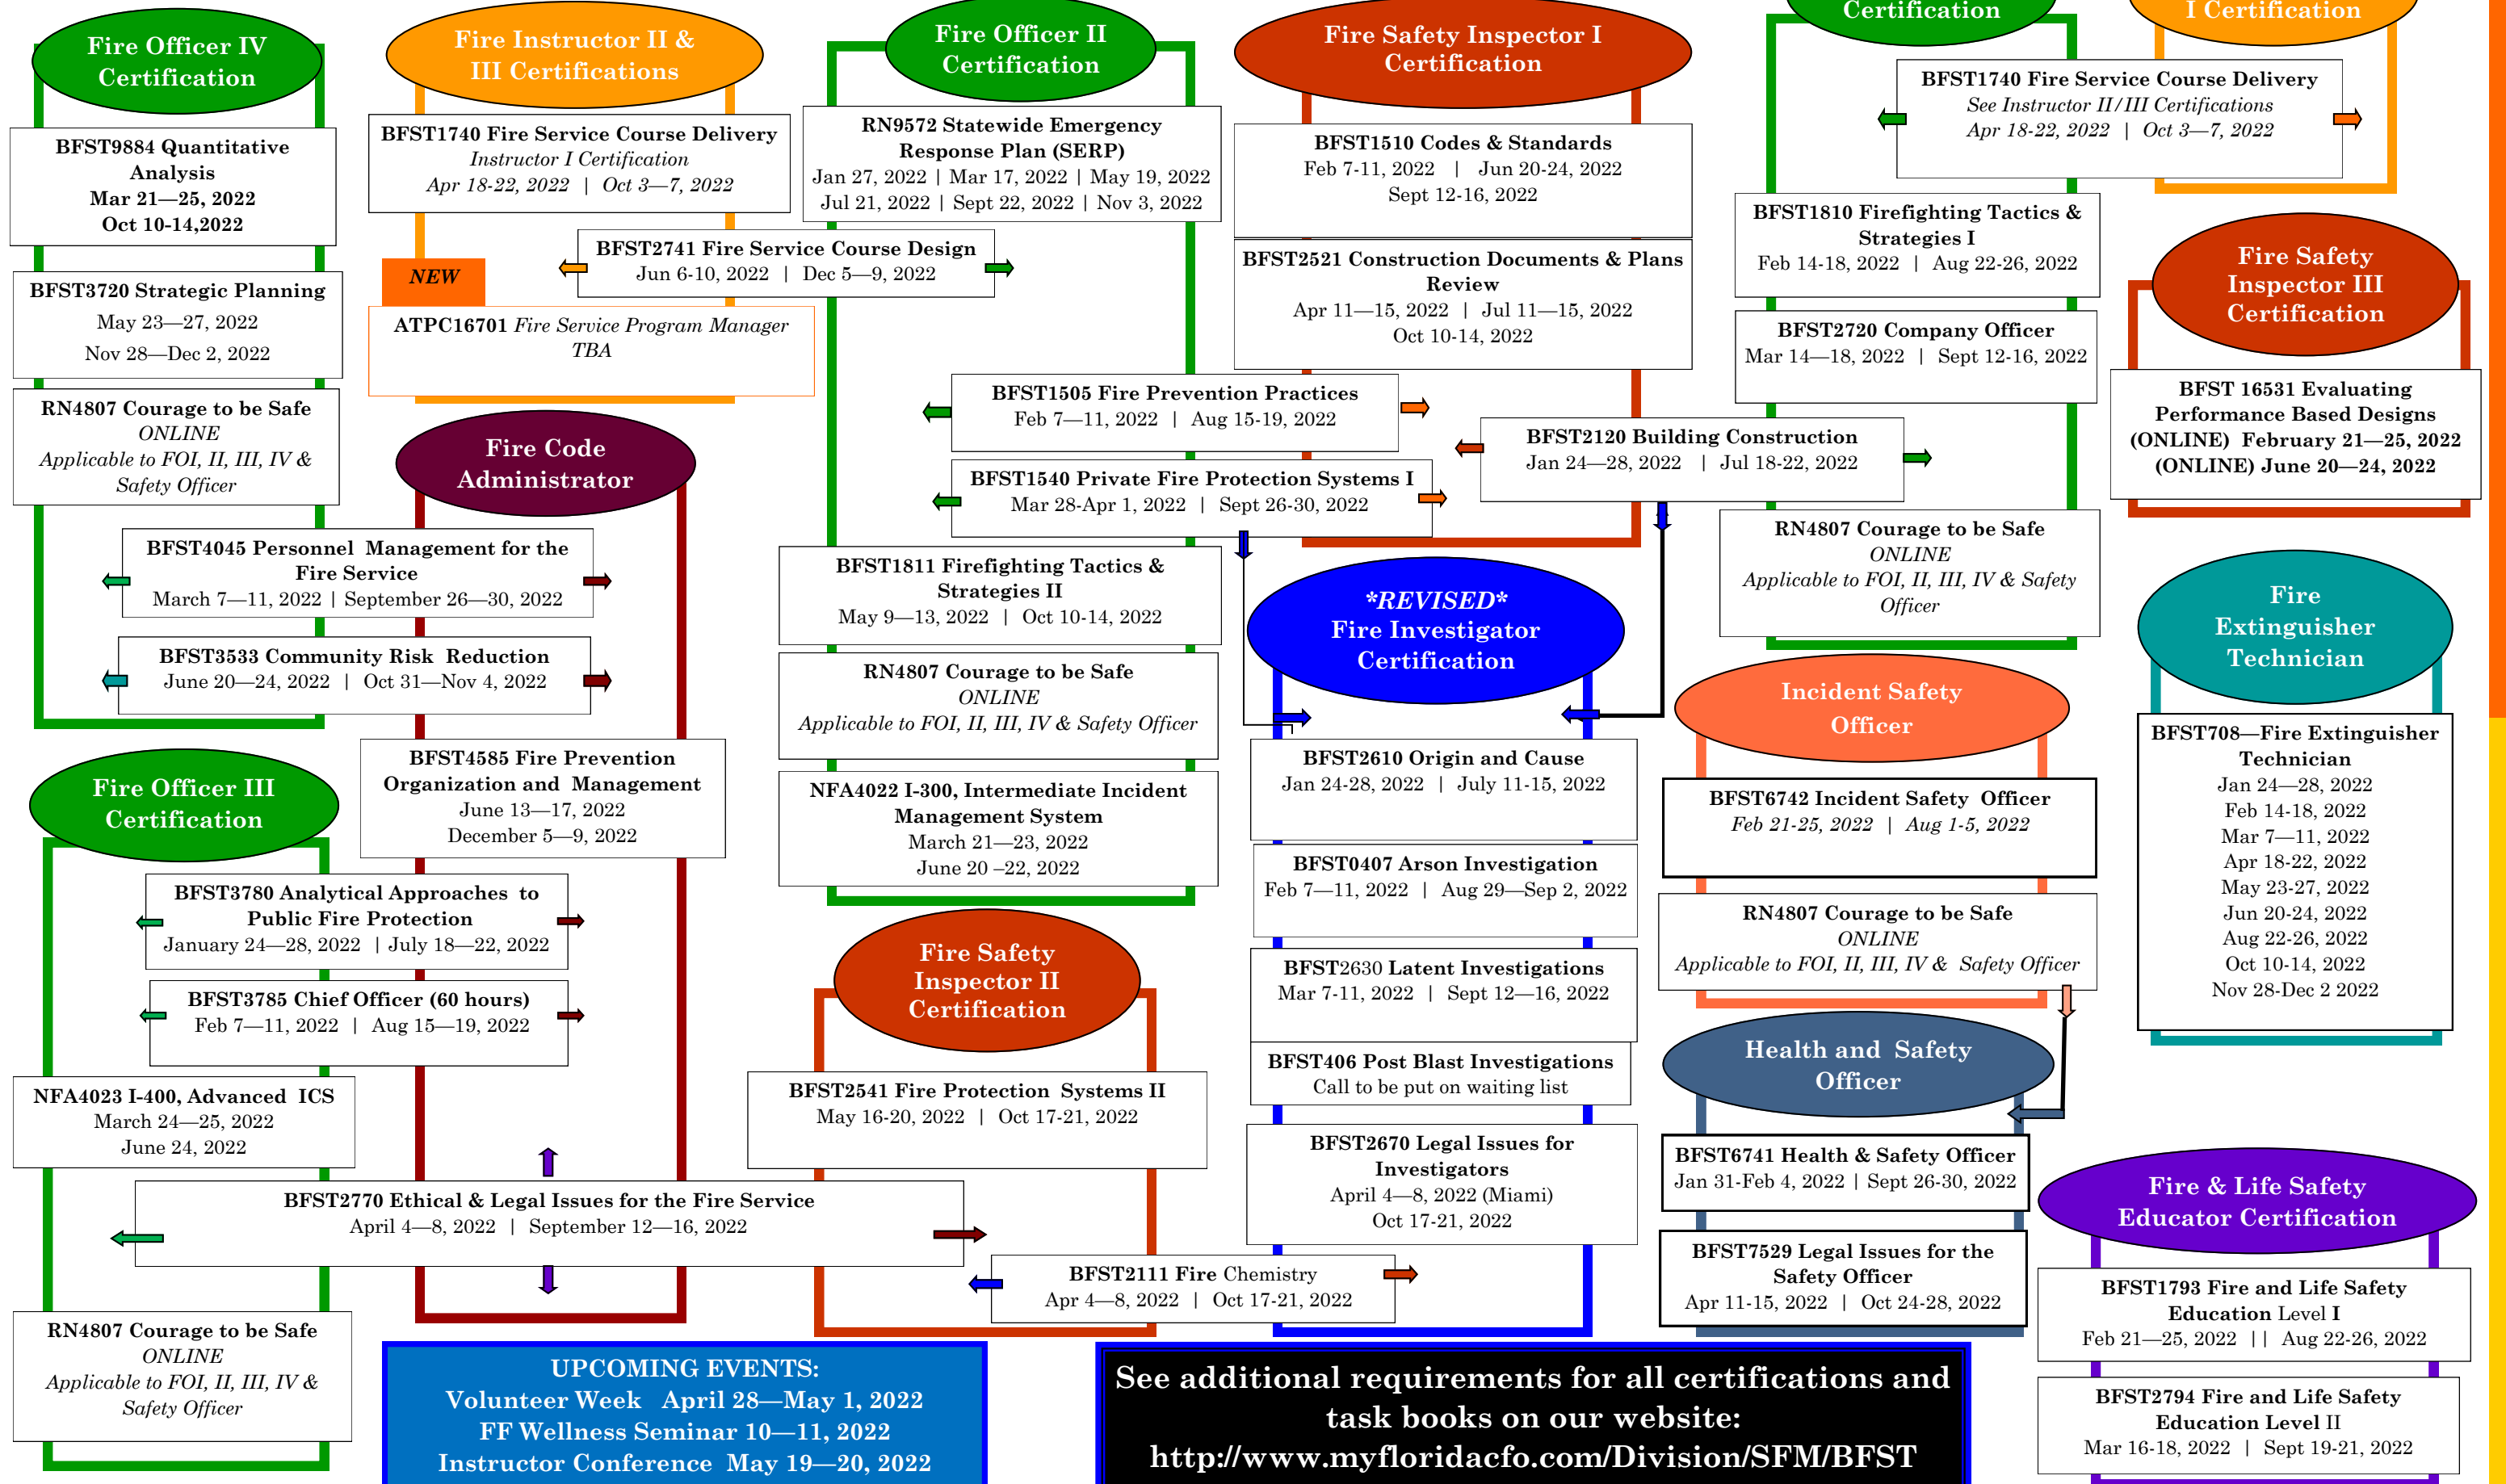 Fire Officer IV
Certification
BFST9884 Quantitative
Analysis
Mar 21—25, 2022
Oct 10-14,2022
BFST3720 Strategic Planning
May 23—27, 2022
Nov 28—Dec 2, 2022
RN4807 Courage to be Safe
ONLINE
Applicable to FOI, II, III, IV &
Safety Officer
BFST4045 Personnel Management for the
Fire Service
March 7—11, 2022 | September 26—30, 2022
BFST3533 Community Risk Reduction
June 20—24, 2022 | Oct 31—Nov 4, 2022
Fire Officer III
Certification
BFST3780 Analytical Approaches to
Public Fire Protection
January 24—28, 2022 | July 18—22, 2022
BFST3785 Chief Officer (60 hours)
Feb 7—11, 2022 | Aug 15—19, 2022
NFA4023 I-400, Advanced ICS
March 24—25, 2022
June 24, 2022
BFST2770 Ethical & Legal Issues for the Fire Service
April 4—8, 2022 | September 12—16, 2022
RN4807 Courage to be Safe
ONLINE
Applicable to FOI, II, III, IV &
Safety Officer
Fire Instructor II &
III Certifications
BFST1740 Fire Service Course Delivery
Instructor I Certification
Apr 18-22, 2022 | Oct 3—7, 2022
BFST2741 Fire Service Course Design
Jun 6-10, 2022 | Dec 5—9, 2022
NEW
ATPC16701 Fire Service Program Manager
TBA
Fire Code
Administrator
BFST4585 Fire Prevention
Organization and Management
June 13—17, 2022
December 5—9, 2022
Fire Officer II
Certification
RN9572 Statewide Emergency
Response Plan (SERP)
Jan 27, 2022 | Mar 17, 2022 | May 19, 2022
Jul 21, 2022 | Sept 22, 2022 | Nov 3, 2022
BFST1505 Fire Prevention Practices
Feb 7—11, 2022 | Aug 15-19, 2022
BFST1540 Private Fire Protection Systems I
Mar 28-Apr 1, 2022 | Sept 26-30, 2022
BFST1811 Firefighting Tactics &
Strategies II
May 9—13, 2022 | Oct 10-14, 2022
RN4807 Courage to be Safe
ONLINE
Applicable to FOI, II, III, IV & Safety Officer
NFA4022 I-300, Intermediate Incident
Management System
March 21—23, 2022
June 20 –22, 2022
Fire Safety
Inspector II
Certification
BFST2541 Fire Protection Systems II
May 16-20, 2022 | Oct 17-21, 2022
BFST2111 Fire Chemistry
Apr 4—8, 2022 | Oct 17-21, 2022
Fire Safety Inspector I
Certification
BFST1510 Codes & Standards
Feb 7-11, 2022 | Jun 20-24, 2022
Sept 12-16, 2022
BFST2521 Construction Documents & Plans
Review
Apr 11—15, 2022 | Jul 11—15, 2022
Oct 10-14, 2022
BFST2120 Building Construction
Jan 24—28, 2022 | Jul 18-22, 2022
*REVISED*
Fire Investigator
Certification
BFST2610 Origin and Cause
Jan 24-28, 2022 | July 11-15, 2022
BFST0407 Arson Investigation
Feb 7—11, 2022 | Aug 29—Sep 2, 2022
BFST2630 Latent Investigations
Mar 7-11, 2022 | Sept 12—16, 2022
BFST406 Post Blast Investigations
Call to be put on waiting list
BFST2670 Legal Issues for
Investigators
April 4—8, 2022 (Miami)
Oct 17-21, 2022
Certification
I Certification
BFST1740 Fire Service Course Delivery
See Instructor II/III Certifications
Apr 18-22, 2022 | Oct 3—7, 2022
BFST1810 Firefighting Tactics &
Strategies I
Feb 14-18, 2022 | Aug 22-26, 2022
BFST2720 Company Officer
Mar 14—18, 2022 | Sept 12-16, 2022
RN4807 Courage to be Safe
ONLINE
Applicable to FOI, II, III, IV & Safety
Officer
Incident Safety
Officer
BFST6742 Incident Safety Officer
Feb 21-25, 2022 | Aug 1-5, 2022
RN4807 Courage to be Safe
ONLINE
Applicable to FOI, II, III, IV & Safety Officer
Health and Safety
Officer
BFST6741 Health & Safety Officer
Jan 31-Feb 4, 2022 | Sept 26-30, 2022
BFST7529 Legal Issues for the
Safety Officer
Apr 11-15, 2022 | Oct 24-28, 2022
Fire Safety
Inspector III
Certification
BFST 16531 Evaluating
Performance Based Designs
(ONLINE) February 21—25, 2022
(ONLINE) June 20—24, 2022
Fire
Extinguisher
Technician
BFST708—Fire Extinguisher
Technician
Jan 24—28, 2022
Feb 14-18, 2022
Mar 7—11, 2022
Apr 18-22, 2022
May 23-27, 2022
Jun 20-24, 2022
Aug 22-26, 2022
Oct 10-14, 2022
Nov 28-Dec 2 2022
Fire & Life Safety
Educator Certification
BFST1793 Fire and Life Safety
Education Level I
Feb 21—25, 2022 || Aug 22-26, 2022
BFST2794 Fire and Life Safety
Education Level II
Mar 16-18, 2022 | Sept 19-21, 2022
UPCOMING EVENTS:
Volunteer Week April 28—May 1, 2022
FF Wellness Seminar 10—11, 2022
Instructor Conference May 19—20, 2022
See additional requirements for all certifications and
task books on our website:
http://www.myfloridacfo.com/Division/SFM/BFST